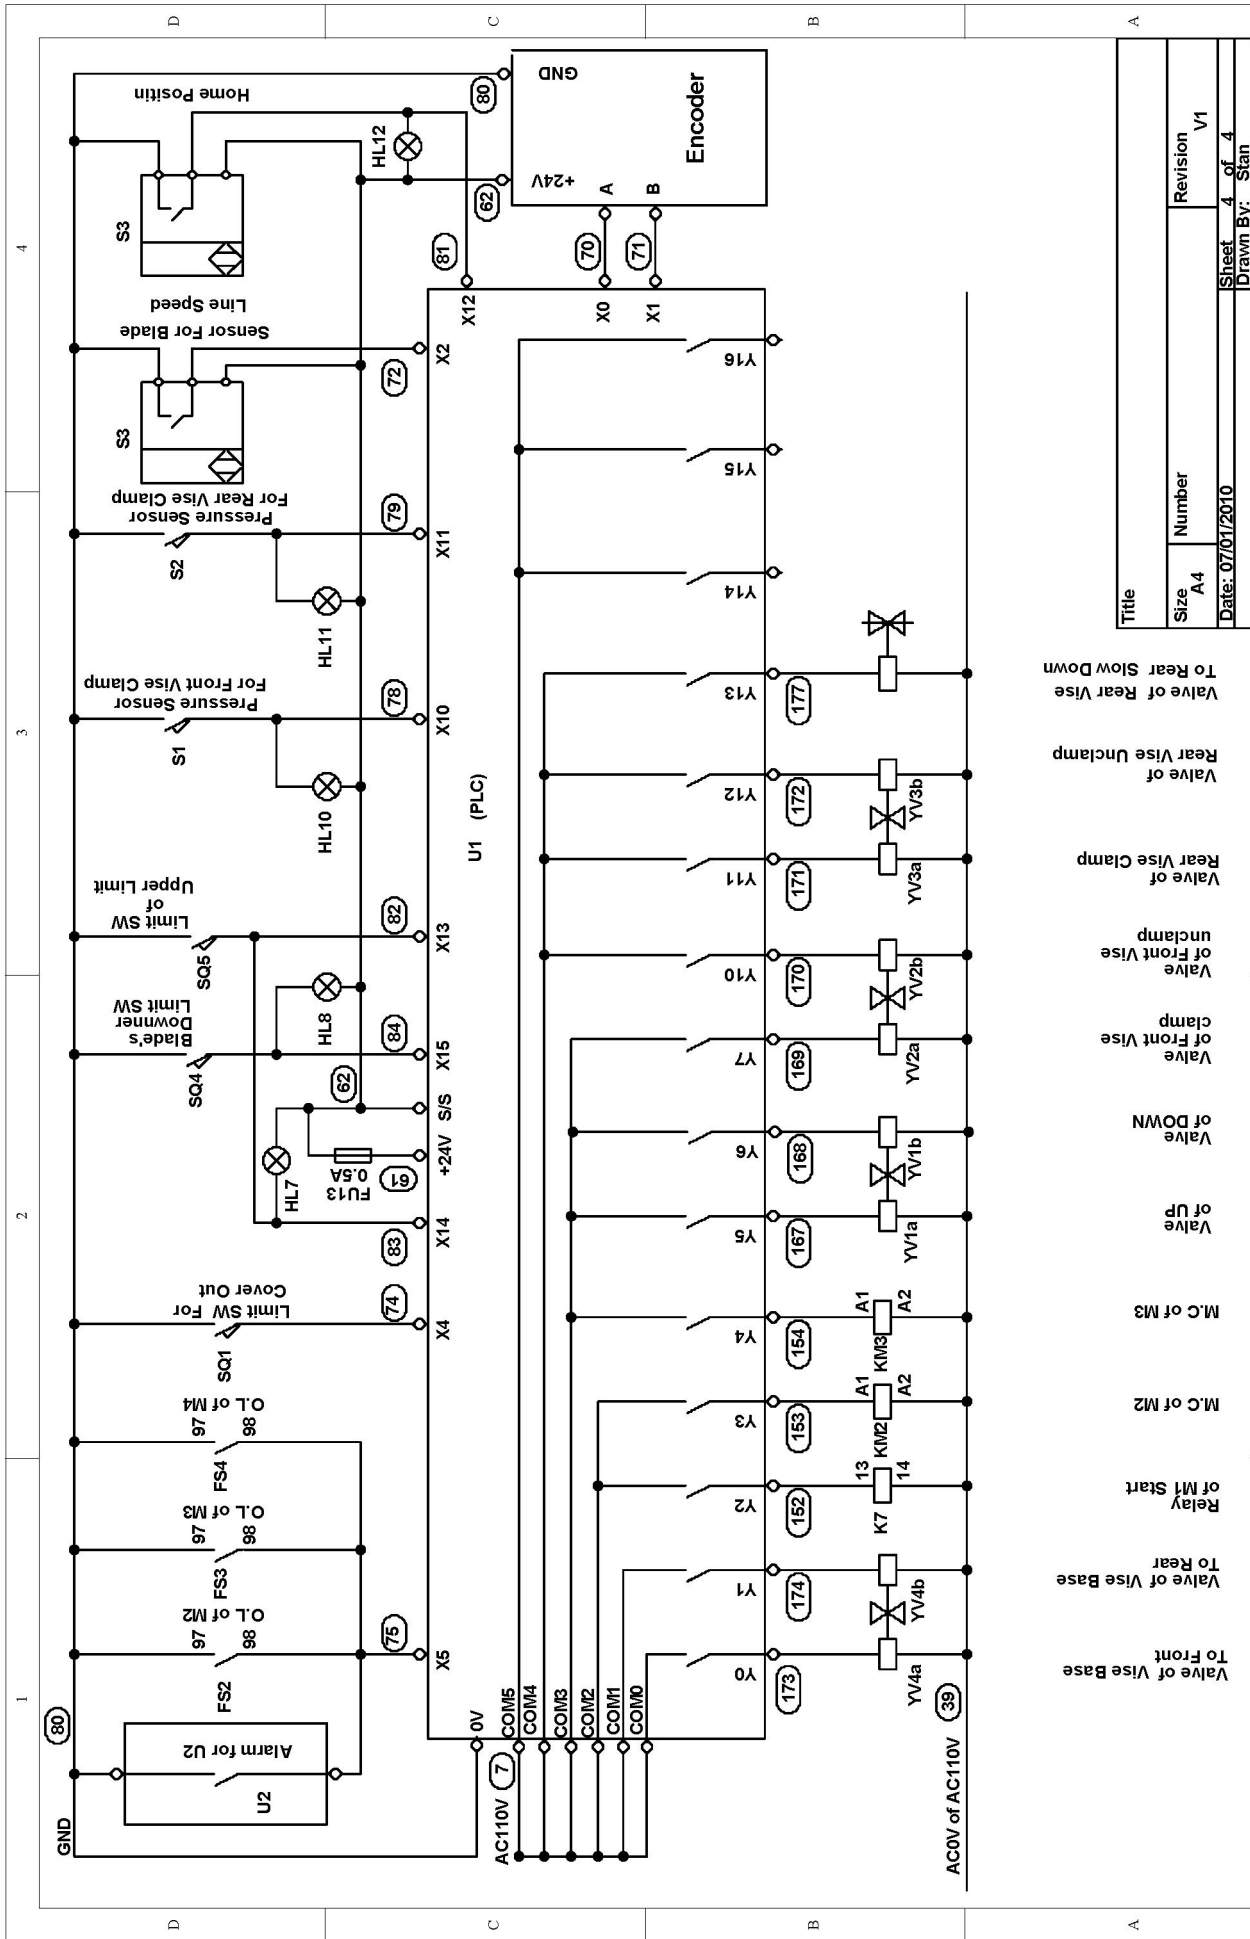 D
C
B
A
4
3
2
1
D
C
B
A
GND
80
Alarm for U2
U2
O.L of M2
97
98
FS2
O.L of M3
97
98
FS3
O.L of M4
97
98
FS4
Limit SW For
Cover Out
SQ1
HL7
FU13
0.5A
61
62
Blade's
Downner
Limit SW
SQ4
HL8
Limit SW
of
Upper Limit
SQ5
Pressure Sensor
For Front Vise Clamp
S1
HL10
Pressure Sensor
For Rear Vise Clamp
S2
HL11
Sensor For Blade
Line Speed
S3
Home Positin
S3
HL12
75
74
83
84
82
78
79
72
81
62
80
X5
X4
X14
+24V
S/S
X15
X13
X10
X11
X2
X12
X0
X1
70
71
+24V
GND
A
B
Encoder
U1 (PLC)
0V
AC110V
7
COM5
COM4
COM3
COM2
COM1
COM0
Y0
Y1
Y2
Y3
Y4
Y5
Y6
Y7
Y10
Y11
Y12
Y13
Y14
Y15
Y16
173
174
152
153
154
167
168
169
170
171
172
177
YV4a
YV4b
K7
13
14
KM2
A1
A2
KM3
A1
A2
YV1a
YV1b
YV2a
YV2b
YV3a
YV3b
AC0V of AC110V
39
Valve of Vise Base
To Front
Valve of Vise Base
To Rear
Relay
of M1 Start
M.C of M2
M.C of M3
Valve
of UP
Valve
of DOWN
Valve
of Front Vise
clamp
Valve
of Front Vise
unclamp
Valve of
Rear Vise Clamp
Valve of
Rear Vise Unclamp
Valve of Rear Vise
To Rear Slow Down
Title
Size
A4
Number
Revision
V1
Date: 07/01/2010
Sheet 4 of 4
Drawn By: Stan